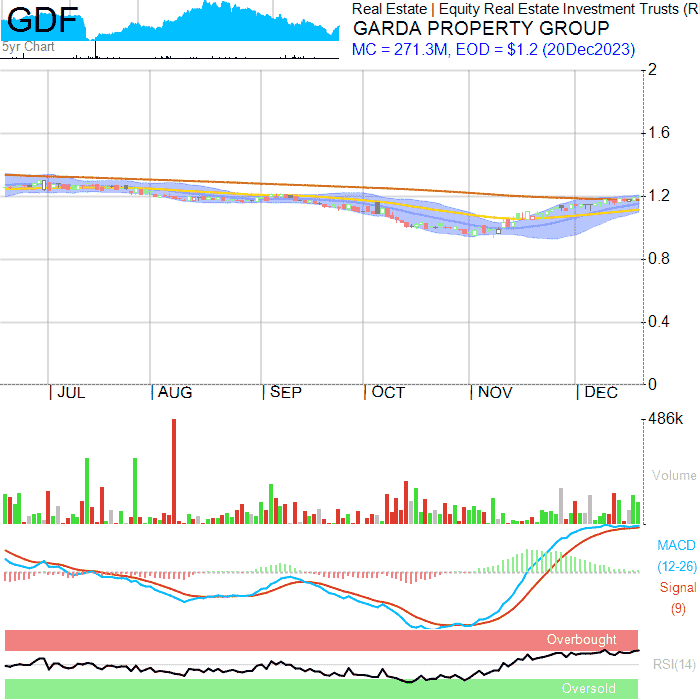 GDF
5yr Chart
Real Estate | Equity Real Estate Investment Trusts (R
GARDA PROPERTY GROUP
MC = 271.3M, EOD = $1.2 (20Dec2023)
2
1.6
1.2
0.8
0.4
0
| JUL | AUG | SEP | OCT | NOV | DEC
486k
Volume
MACD
(12-26)
Signal
(9)
Overbought
RSI(14)
Oversold